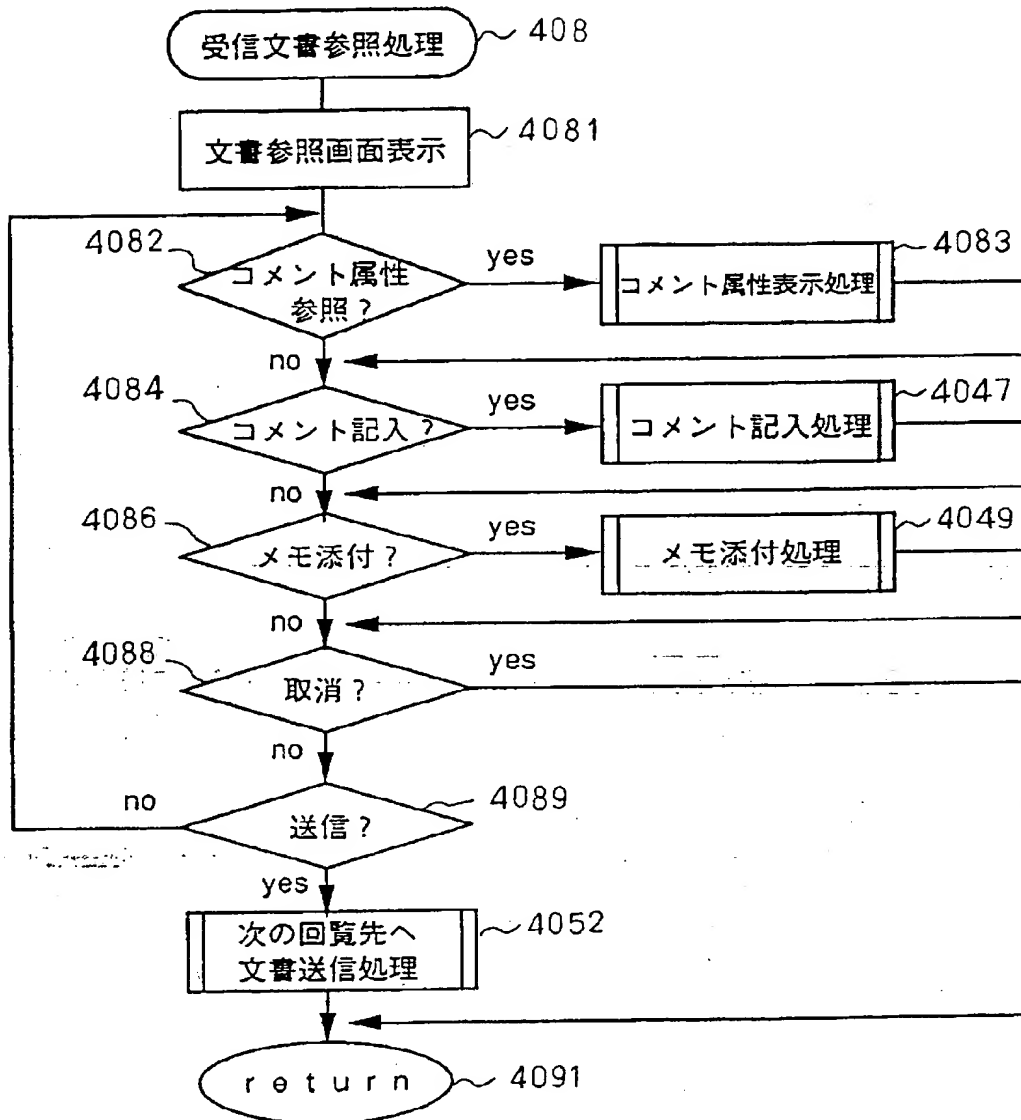 受信文書参照処理 408
文書参照画面表示 4081
4082 コメント属性 yes 4083
参照? コメント属性表示処理
no
4084 yes 4047
コメント記入? コメント記入処理
no
4086 yes 4049
メモ添付? メモ添付処理
no
4088 yes
取消?
no
no 4089
送信?
yes
次の回覧先へ 4052
文書送信処理
return 4091